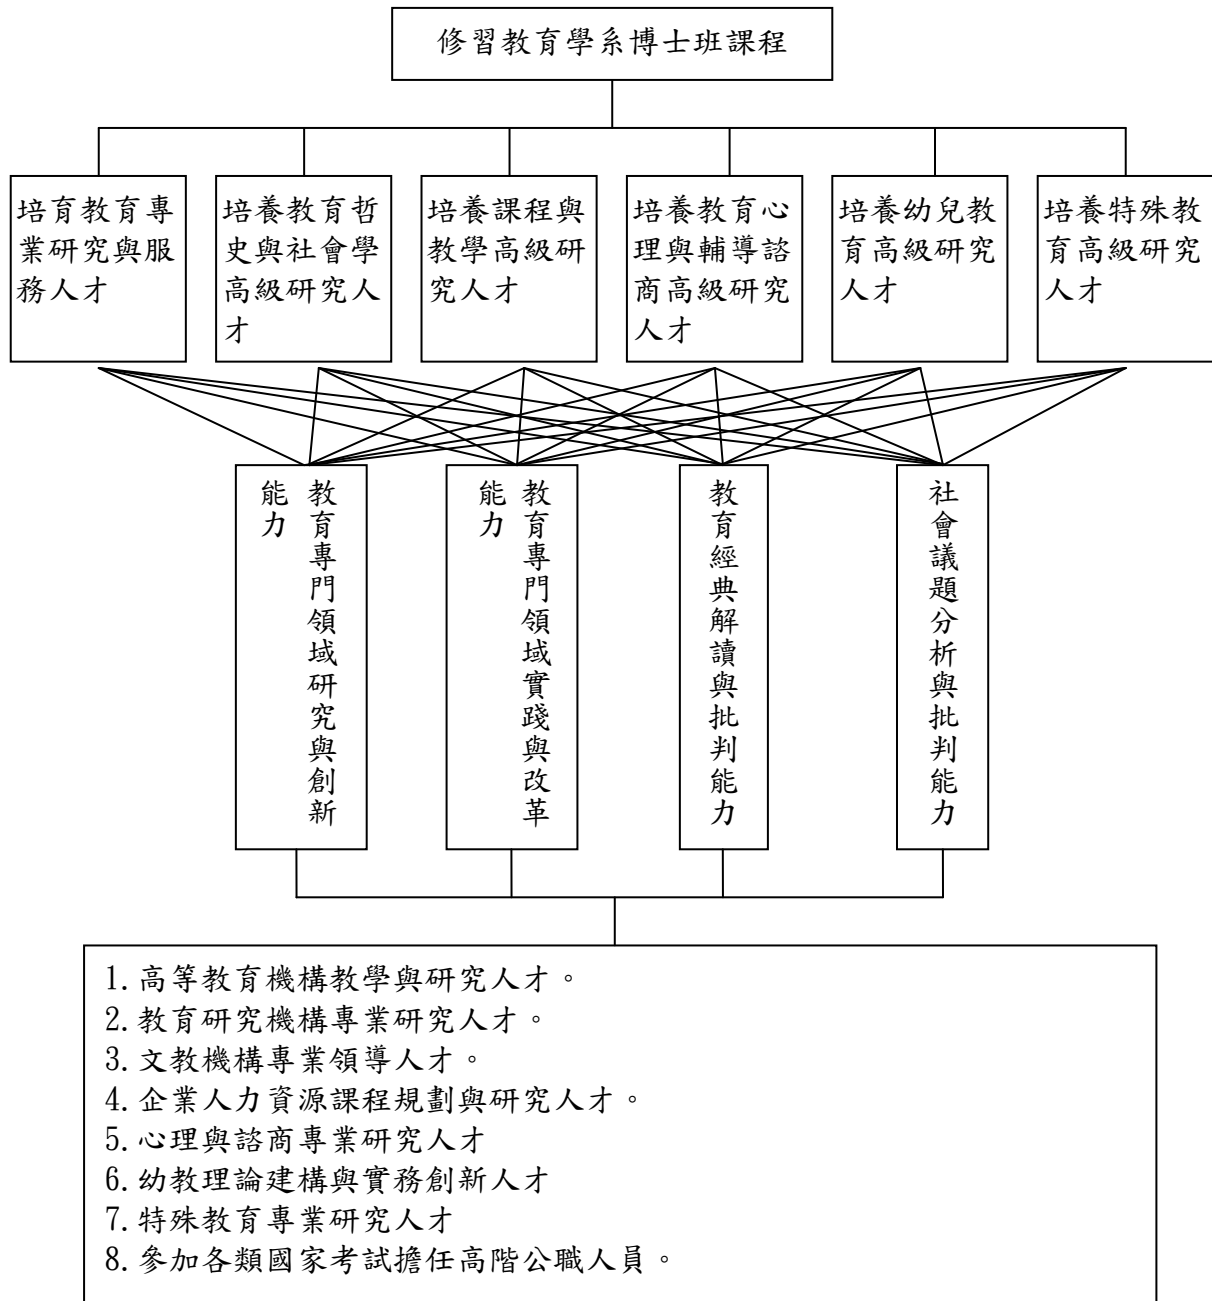 修習教育學系博士班課程
培育教育專
業研究與服
務人才
培養教育哲
史與社會學
高級研究人
才
培養課程與
教學高級研
究人才
培養教育心
理與輔導諮
商高級研究
人才
培養幼兒教
育高級研究
人才
培養特殊教
育高級研究
人才
教育專門領域研究與創新
能力
教育專門領域實踐與改革
能力
教育經典解讀與批判能力
社會議題分析與批判能力
1.高等教育機構教學與研究人才。
2.教育研究機構專業研究人才。
3.文教機構專業領導人才。
4.企業人力資源課程規劃與研究人才。
5.心理與諮商專業研究人才
6.幼教理論建構與實務創新人才
7.特殊教育專業研究人才
8.參加各類國家考試擔任高階公職人員。